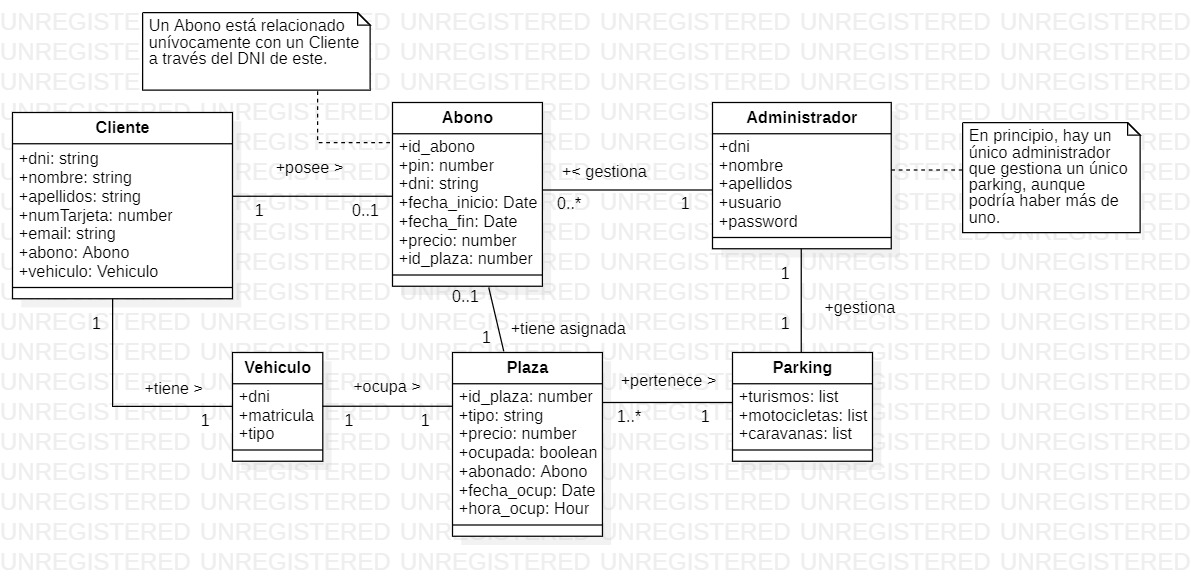 Un Abono está relacionado
unívocamente con un Cliente
a través del DNI de este.
Cliente
+dni: string
+nombre: string
+apellidos: string
+numTarjeta: number
+email: string
+abono: Abono
+vehiculo: Vehiculo
+posee >
1
0..1
Abono
+id_abono
+pin: number
+dni: string
+fecha_inicio: Date
+fecha_fin: Date
+precio: number
+id_plaza: number
+< gestiona
0..*
1
Administrador
+dni
+nombre
+apellidos
+usuario
+password
En principio, hay un
único administrador
que gestiona un único
parking, aunque
podría haber más de
uno.
1
+gestiona
1
0..1
+tiene asignada
1
1
+tiene >
1
Vehiculo
+dni
+matricula
+tipo
+ocupa >
1
1
Plaza
+id_plaza: number
+tipo: string
+precio: number
+ocupada: boolean
+abonado: Abono
+fecha_ocup: Date
+hora_ocup: Hour
+pertenece >
1..*
1
Parking
+turismos: list
+motocicletas: list
+caravanas: list
UNREGISTERED UNREGISTERED UNREGISTERED UNREGISTERED UNREGISTERED UNREGISTERED